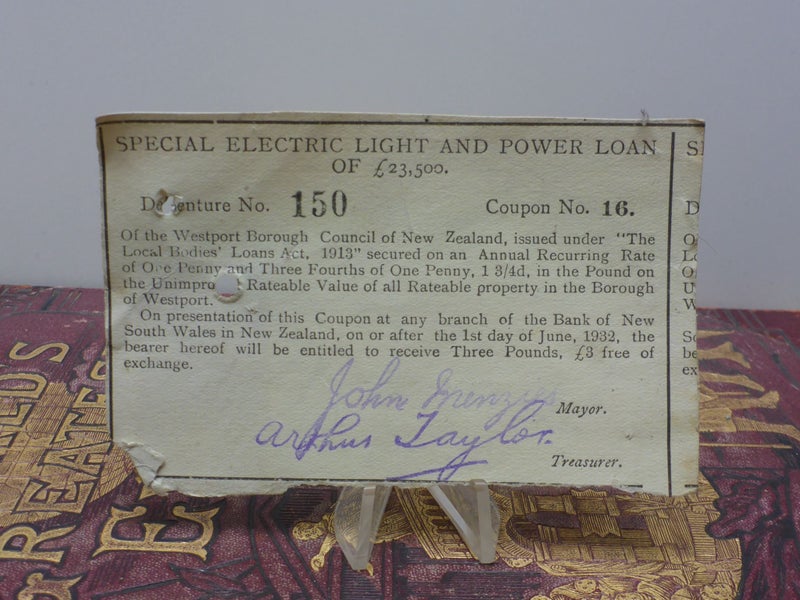 SPECIAL ELECTRIC LIGHT AND POWER LOAN
OF £23,500.
Debenture No. 150 Coupon No. 16.
Of the Westport Borough Council of New Zealand, issued under "The
Local Bodies' Loans Act, 1913" secured on an Annual Recurring Rate
of One Penny and Three Fourths of One Penny, 1 3/4d, in the Pound on
the Unimproved Rateable Value of all Rateable property in the Borough
of Westport.
On presentation of this Coupon at any branch of the Bank of New
South Wales in New Zealand, on or after the 1st day of June, 1932, the
bearer hereof will be entitled to receive Three Pounds, £3 free of
exchange.
John Menzies
Mayor.
Arthur Taylor.
Treasurer.